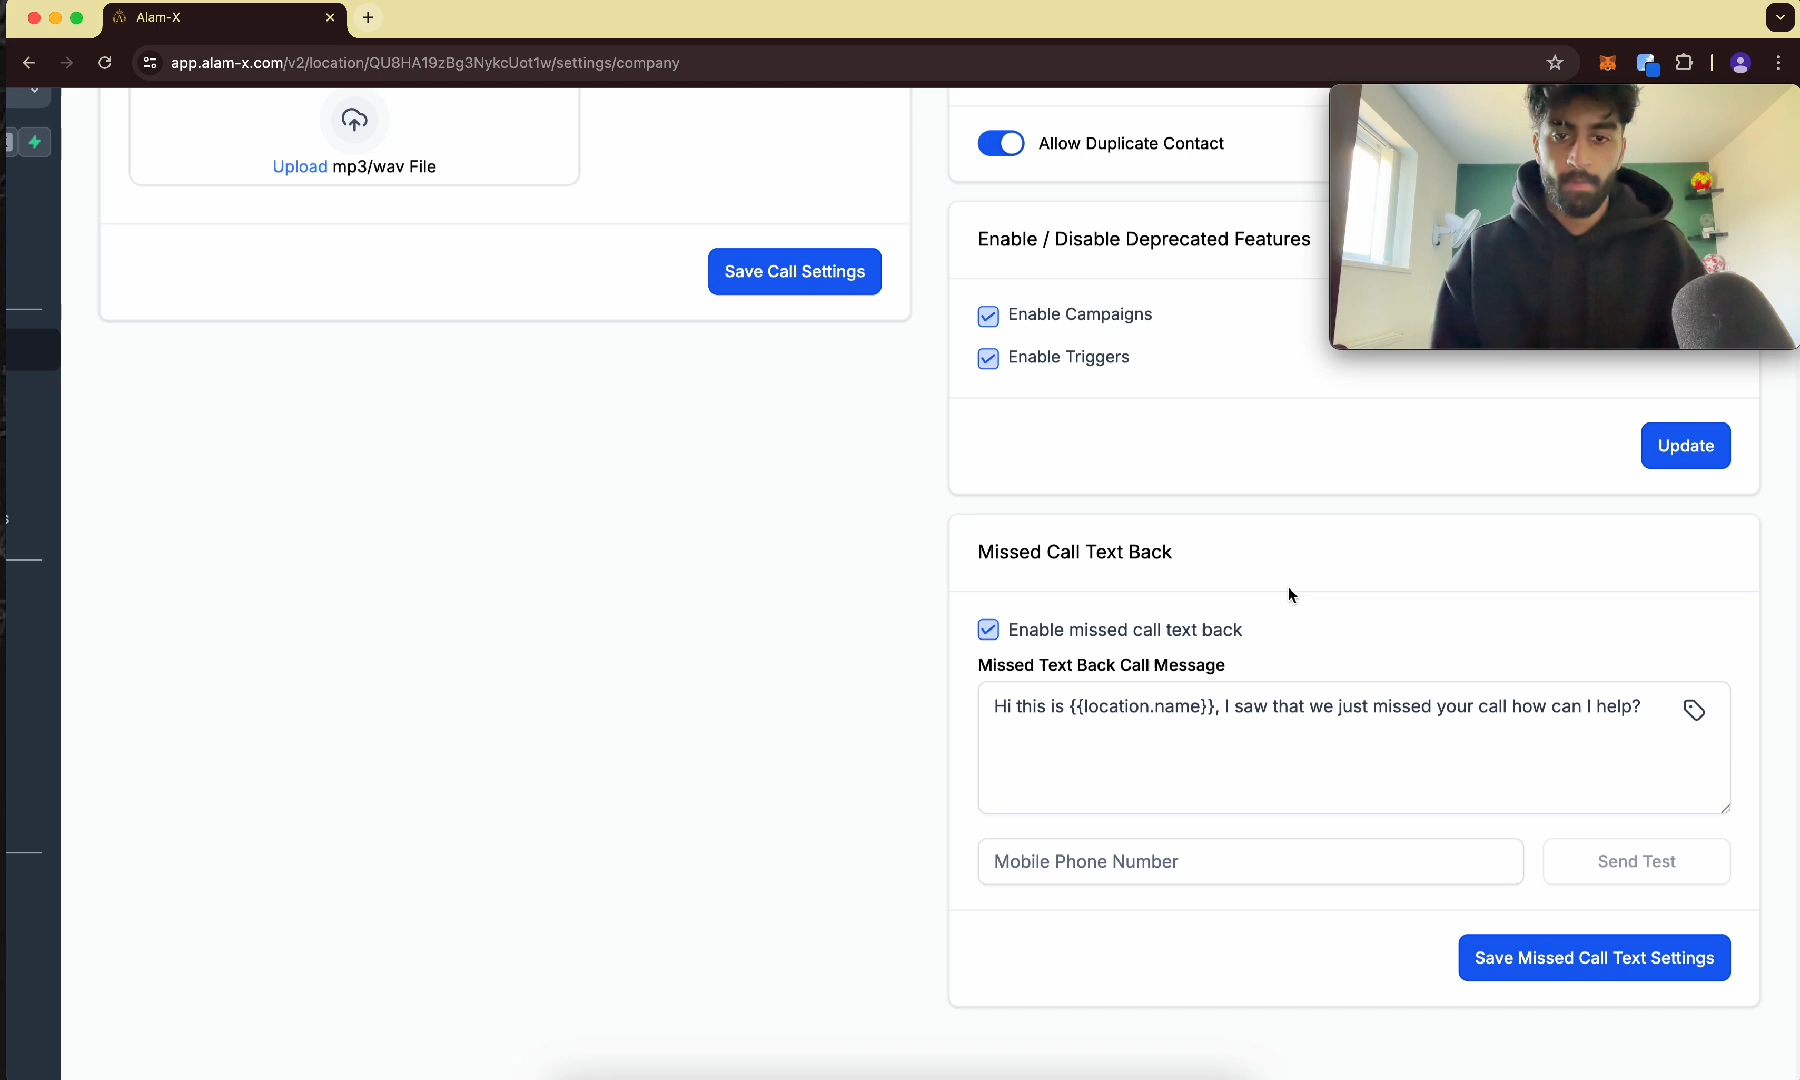 Alam-X
app.alam-x.com/v2/location/QU8HA19zBg3NykcUot1w/settings/company
Upload mp3/wav File
Save Call Settings
Allow Duplicate Contact
Enable / Disable Deprecated Features
Enable Campaigns
Enable Triggers
Update
Missed Call Text Back
Enable missed call text back
Missed Text Back Call Message
Hi this is {{location.name}}, I saw that we just missed your call how can I help?
Mobile Phone Number
Send Test
Save Missed Call Text Settings